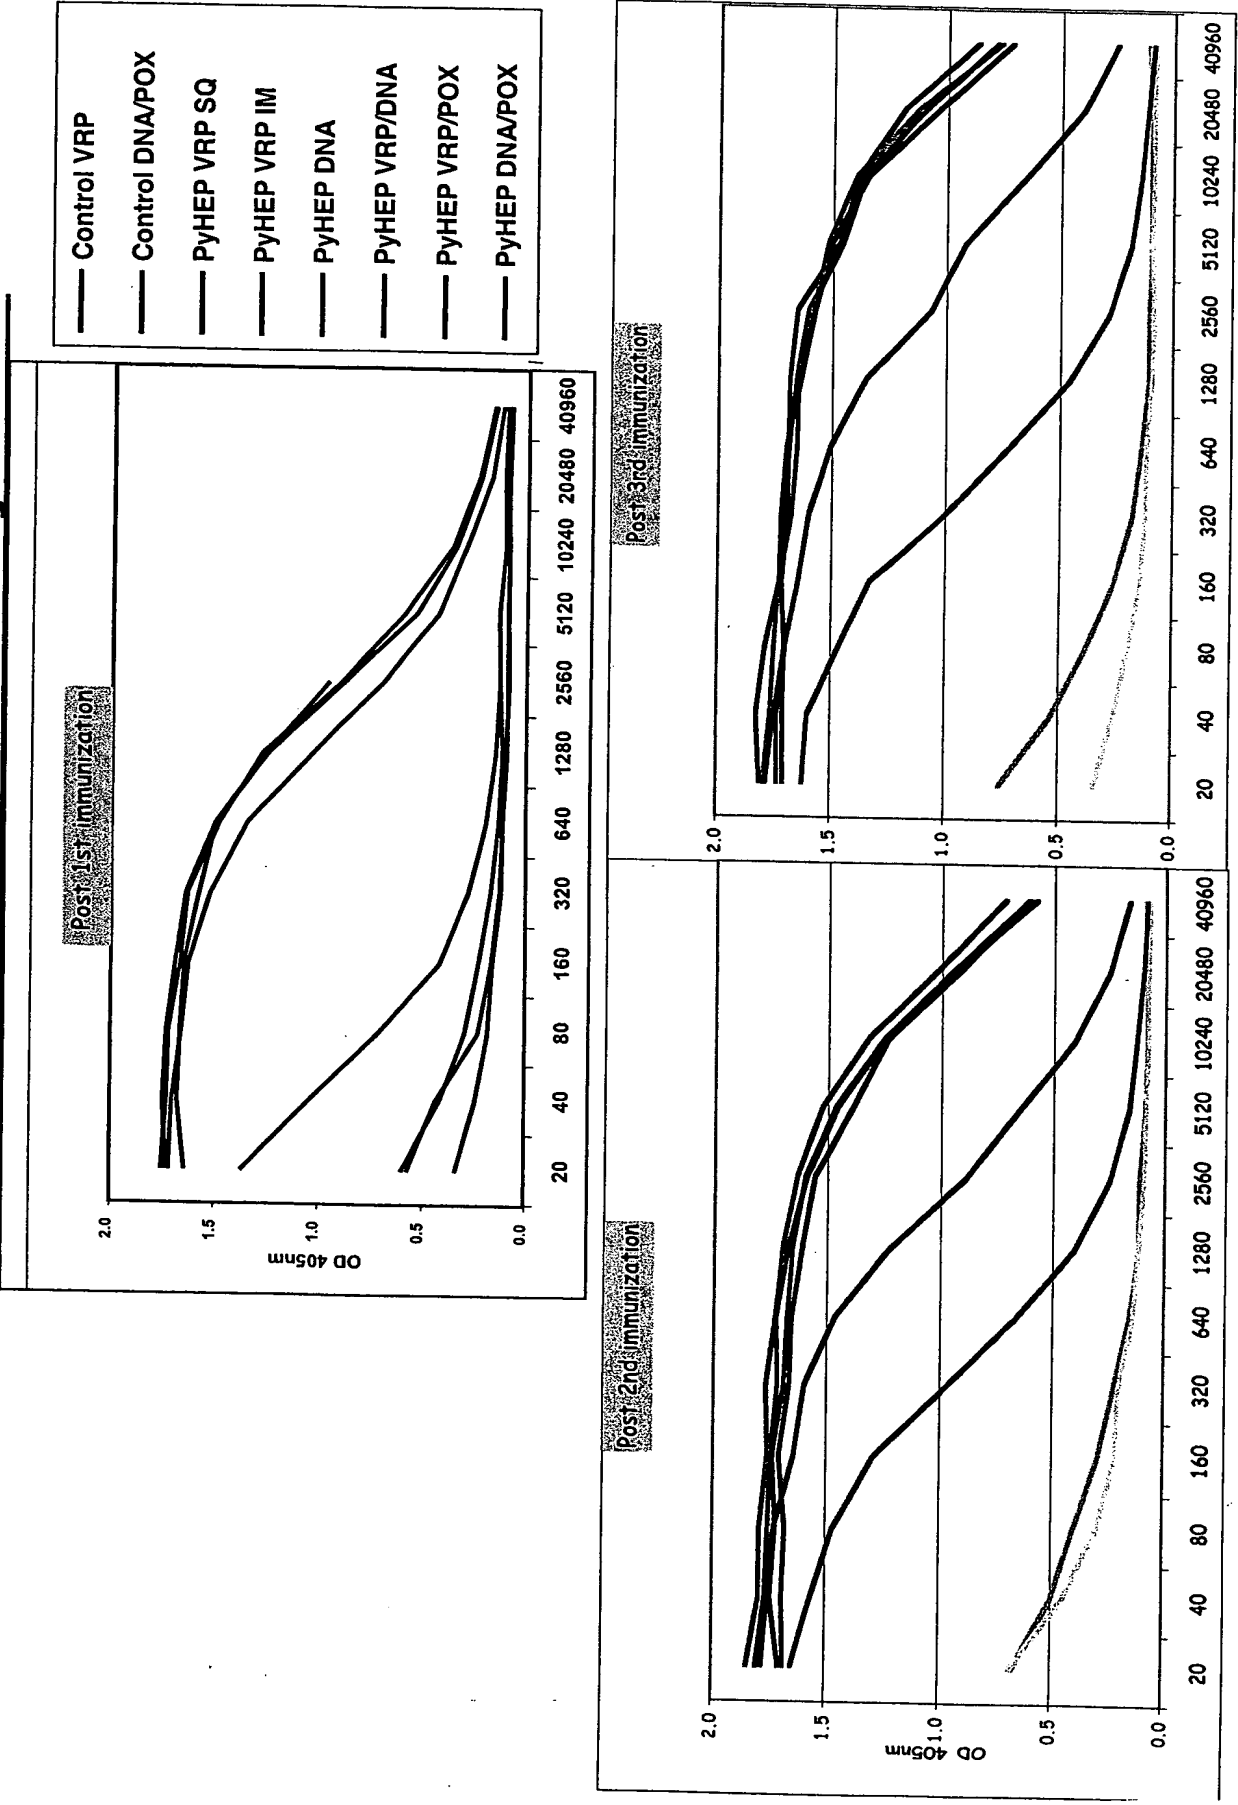 Post 1st immunization
2.0
1.5
1.0
0.5
0.0
OD 405nm
20 40 80 160 320 640 1280 2560 5120 10240 20480 40960
Control VRP
Control DNA/POX
PyHEP VRP SQ
PyHEP VRP IM
PyHEP DNA
PyHEP VRP/DNA
PyHEP VRP/POX
PyHEP DNA/POX
Post 2nd immunization
2.0
1.5
1.0
0.5
0.0
OD 405nm
20 40 80 160 320 640 1280 2560 5120 10240 20480 40960
Post 3rd immunization
2.0
1.5
1.0
0.5
0.0
20 40 80 160 320 640 1280 2560 5120 10240 20480 40960